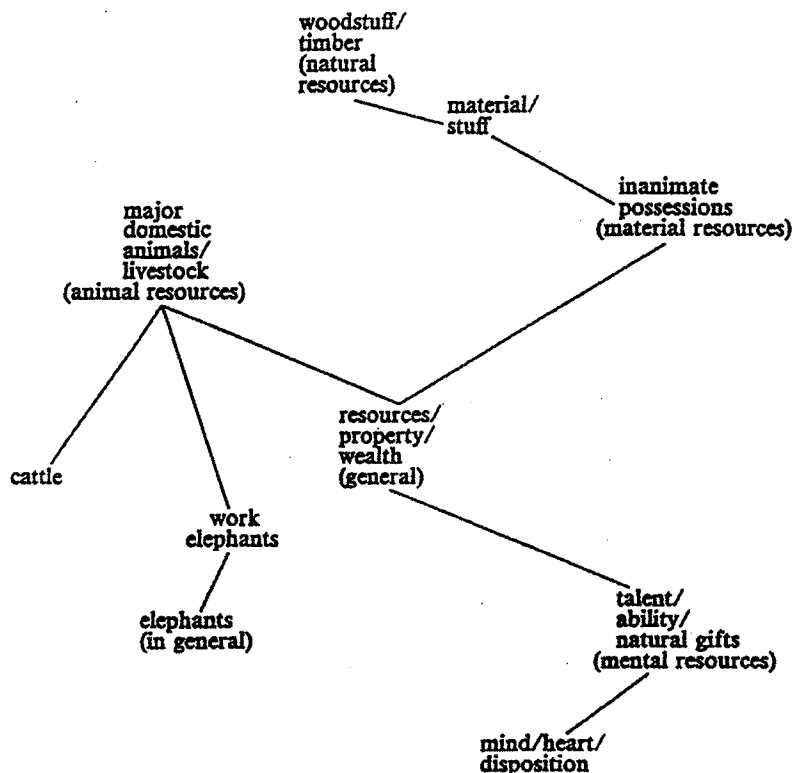 woodstuff/
timber
(natural
resources)
material/
stuff
inanimate
possessions
(material resources)
major
domestic
animals/
livestock
(animal resources)
resources/
property/
wealth
(general)
cattle
work
elephants
elephants
(in general)
talent/
ability/
natural gifts
(mental resources)
mind/heart/
disposition